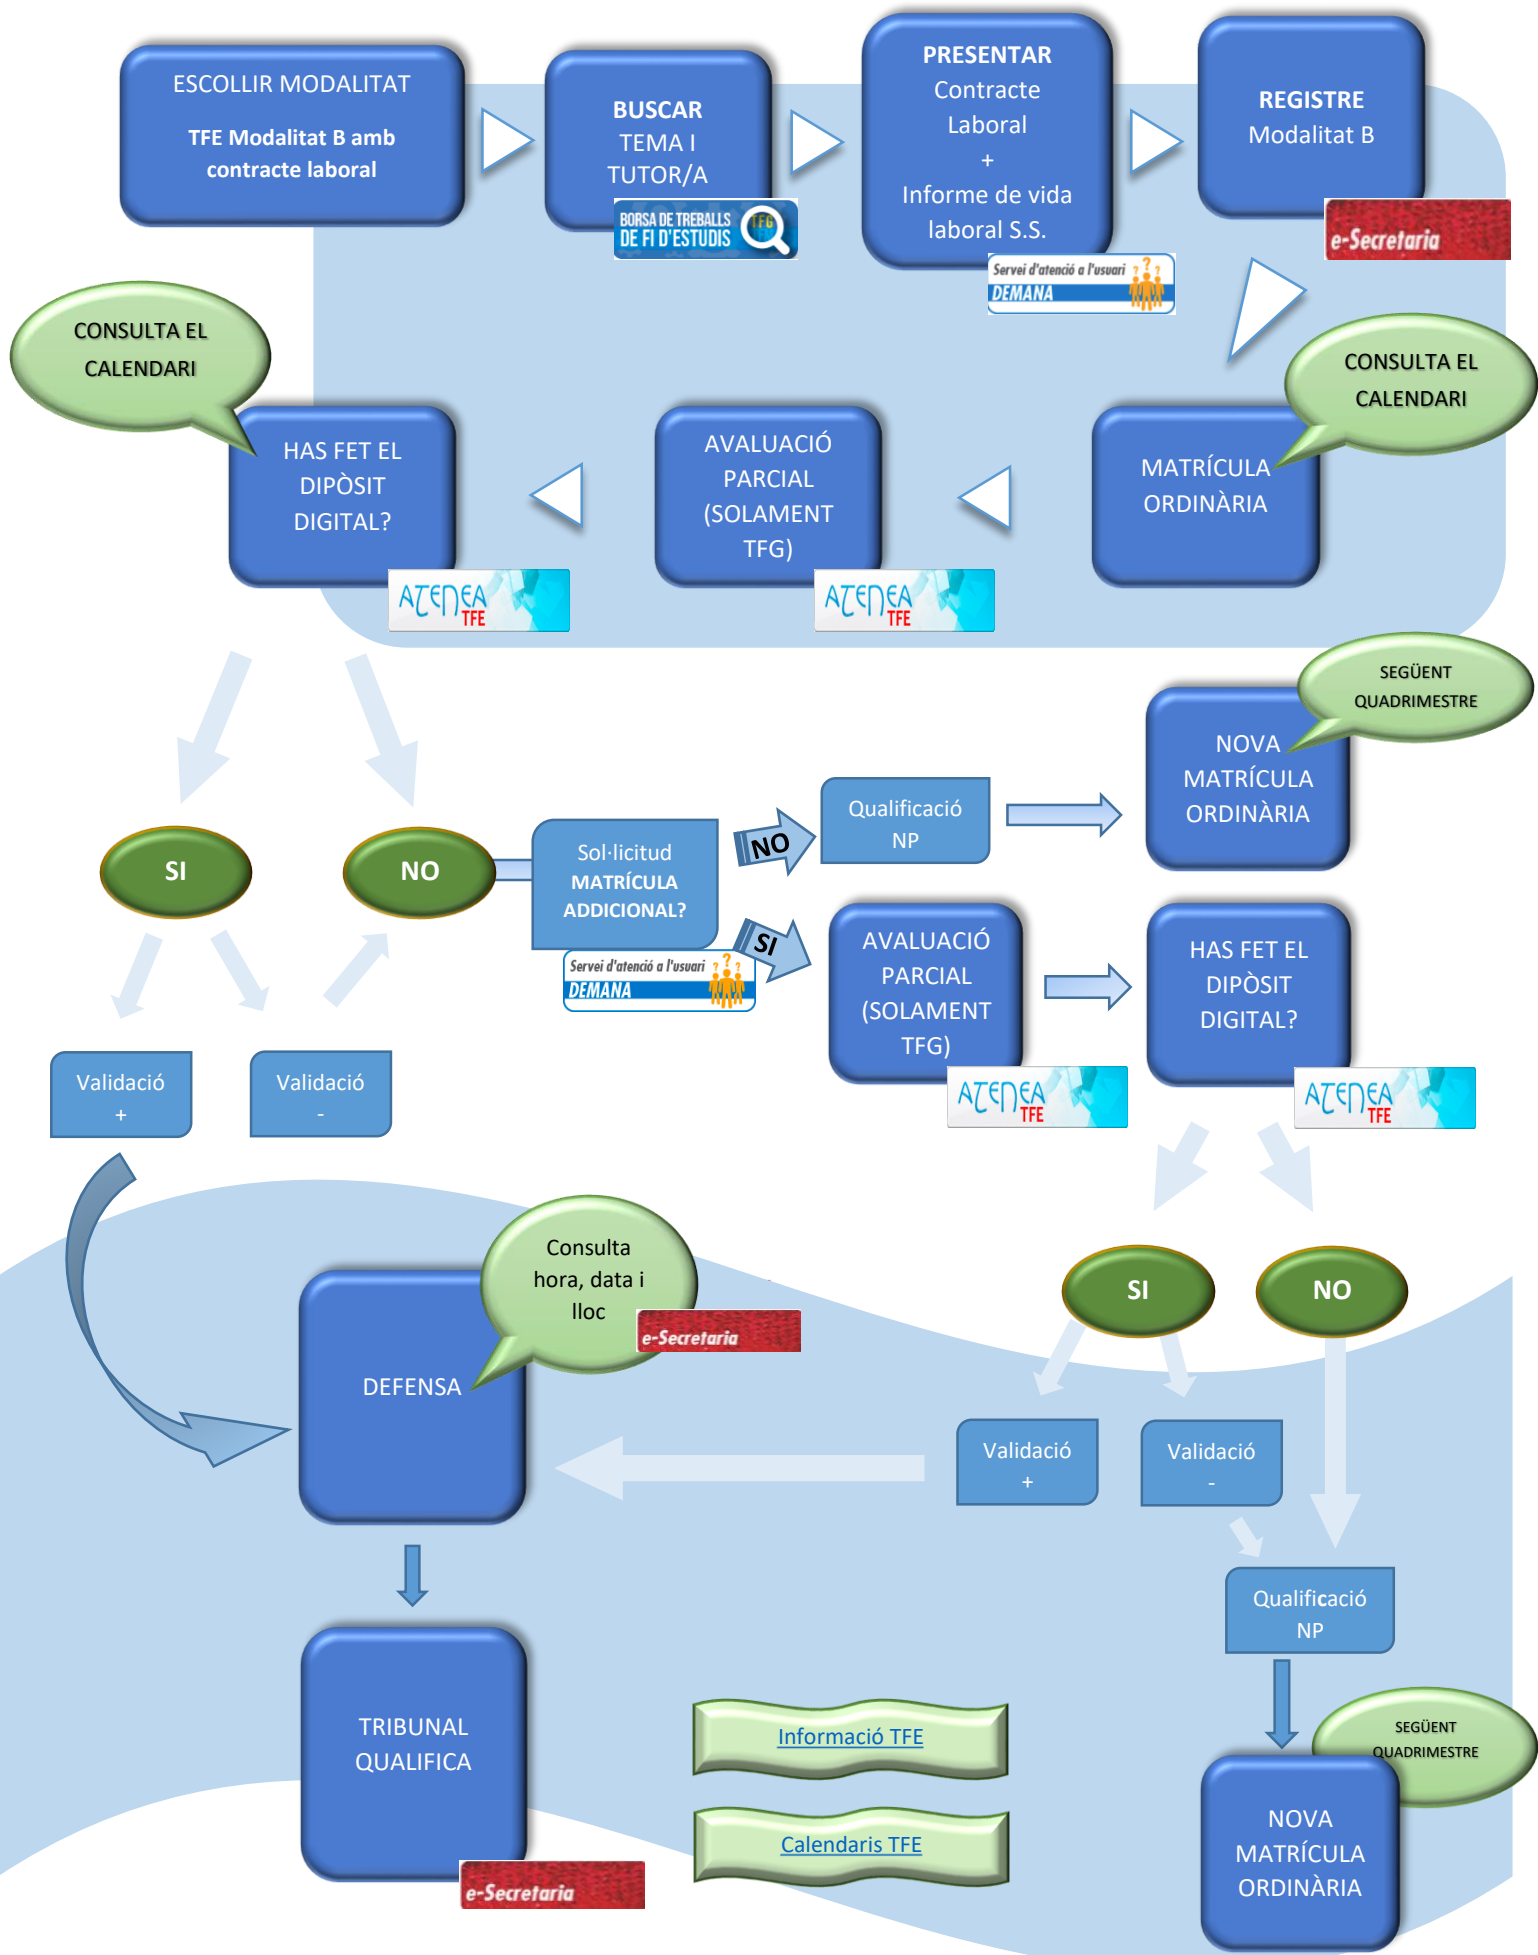 ESCOLLIR MODALITAT
TFE Modalitat B amb
contracte laboral
BUSCAR
TEMA I
TUTOR/A
BORSA DE TREBALLS
DE FI D'ESTUDIS
TFG
PRESENTAR
Contracte
Laboral
+
Informe de vida
laboral S.S.
Servei d'atenció a l'usuari
DEMANA
REGISTRE
Modalitat B
e-Secretaria
CONSULTA EL
CALENDARI
HAS FET EL
DIPÒSIT
DIGITAL?
ATENEA
TFE
AVALUACIÓ
PARCIAL
(SOLAMENT
TFG)
ATENEA
TFE
CONSULTA EL
CALENDARI
MATRÍCULA
ORDINÀRIA
SEGÜENT
QUADRIMESTRE
NOVA
MATRÍCULA
ORDINÀRIA
SI
NO
Sol·licitud
MATRÍCULA
ADDICIONAL?
Servei d'atenció a l'usuari
DEMANA
NO
Qualificació
NP
SI
AVALUACIÓ
PARCIAL
(SOLAMENT
TFG)
ATENEA
TFE
HAS FET EL
DIPÒSIT
DIGITAL?
ATENEA
TFE
Validació
+
Validació
-
Consulta
hora, data i
lloc
e-Secretaria
DEFENSA
SI
NO
Validació
+
Validació
-
Qualificació
NP
TRIBUNAL
QUALIFICA
e-Secretaria
Informació TFE
Calendaris TFE
SEGÜENT
QUADRIMESTRE
NOVA
MATRÍCULA
ORDINÀRIA